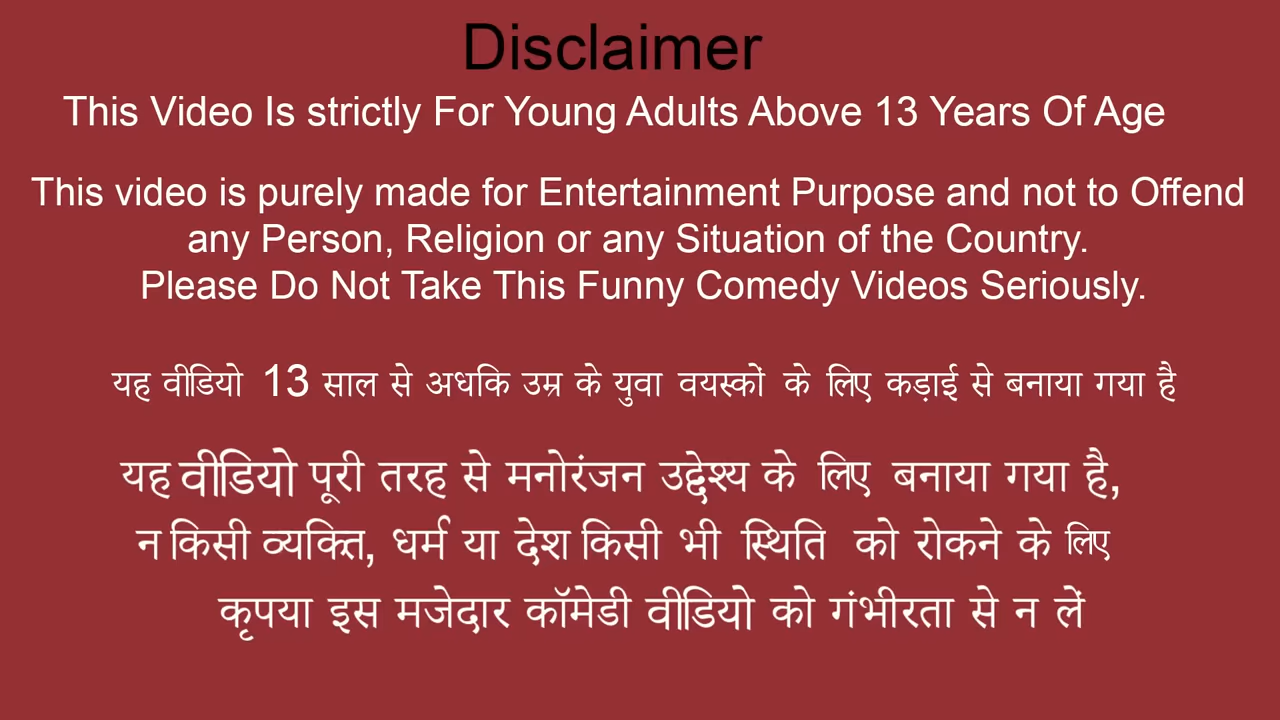 Disclaimer
This Video Is strictly For Young Adults Above 13 Years Of Age
This video is purely made for Entertainment Purpose and not to Offend
any Person, Religion or any Situation of the Country.
Please Do Not Take This Funny Comedy Videos Seriously.
यह वीडियो 13 साल से अधकि उम्र के युवा वयस्कों के लिए कड़ाई से बनाया गया है
यह वीडियो पूरी तरह से मनोरंजन उद्देश्य के लिए बनाया गया है,
न किसी व्यक्ति, धर्म या देश किसी भी स्थिति को रोकने के लिए
कृपया इस मजेदार कॉमेडी वीडियो को गंभीरता से न लें